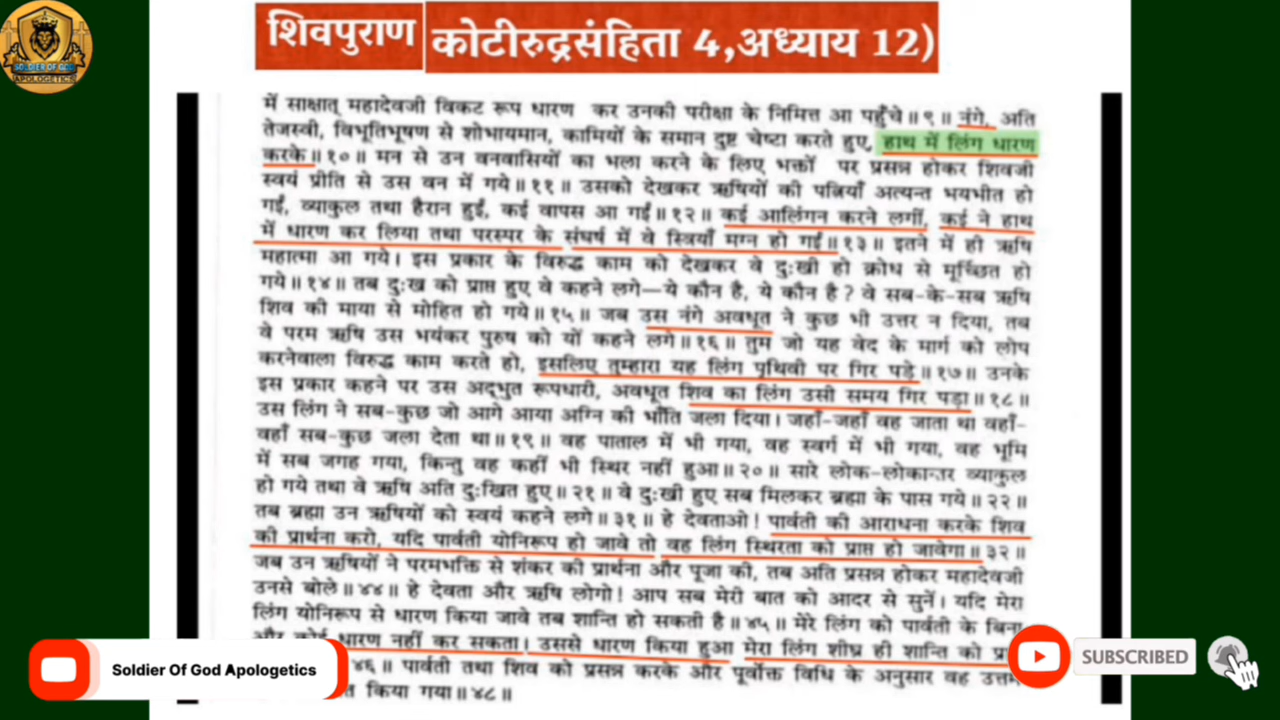 शिवपुराण कोटीरुद्रसंहिता 4,अध्याय 12)
SOLDIER OF GOD
APOLOGETICS
में साक्षात् महादेवजी विकट रूप धारण कर उनकी परीक्षा के निमित्त आ पहुँचे॥९॥ नंगे, अति
तेजस्वी, विभूतिभूषण से शोभायमान, कामियों के समान दुष्ट चेष्टा करते हुए, हाथ में लिंग धारण
करके॥१०॥ मन से उन वनवासियों का भला करने के लिए भक्तों पर प्रसन्न होकर शिवजी
स्वयं प्रीति से उस वन में गये॥११॥ उसको देखकर ऋषियों की पत्नियाँ अत्यन्त भयभीत हो
गईं, व्याकुल तथा हैरान हुईं, कई वापस आ गईं॥१२॥ कई आलिंगन करने लगीं, कई ने हाथ
में धारण कर लिया तथा परस्पर के संघर्ष में वे स्त्रियाँ मग्न हो गईं॥१३॥ इतने में ही ऋषि
महात्मा आ गये। इस प्रकार के विरुद्ध काम को देखकर वे दुःखी हो क्रोध से मूर्च्छित हो
गये॥१४॥ तब दुःख को प्राप्त हुए वे कहने लगे—ये कौन है, ये कौन है? वे सब-के-सब ऋषि
शिव की माया से मोहित हो गये॥१५॥ जब उस नंगे अवधूत ने कुछ भी उत्तर न दिया, तब
वे परम ऋषि उस भयंकर पुरुष को यों कहने लगे॥१६॥ तुम जो यह वेद के मार्ग को लोप
करनेवाला विरुद्ध काम करते हो, इसलिए तुम्हारा यह लिंग पृथिवी पर गिर पड़े॥१७॥ उनके
इस प्रकार कहने पर उस अद्भुत रूपधारी, अवधूत शिव का लिंग उसी समय गिर पड़ा॥१८॥
उस लिंग ने सब-कुछ जो आगे आया अग्नि की भाँति जला दिया। जहाँ-जहाँ वह जाता था वहाँ-
वहाँ सब-कुछ जला देता था॥१९॥ वह पाताल में भी गया, वह स्वर्ग में भी गया, वह भूमि
में सब जगह गया, किन्तु वह कहीं भी स्थिर नहीं हुआ॥२०॥ सारे लोक-लोकान्तर व्याकुल
हो गये तथा वे ऋषि अति दुःखित हुए॥२१॥ वे दुःखी हुए सब मिलकर ब्रह्मा के पास गये॥२२॥
तब ब्रह्मा उन ऋषियों को स्वयं कहने लगे॥३१॥ हे देवताओ! पार्वती की आराधना करके शिव
की प्रार्थना करो, यदि पार्वती योनिरूप हो जावे तो वह लिंग स्थिरता को प्राप्त हो जावेगा॥३२॥
जब उन ऋषियों ने परमभक्ति से शंकर की प्रार्थना और पूजा की, तब अति प्रसन्न होकर महादेवजी
उनसे बोले॥४४॥ हे देवता और ऋषि लोगो! आप सब मेरी बात को आदर से सुनें। यदि मेरा
लिंग योनिरूप से धारण किया जावे तब शान्ति हो सकती है॥४५॥ मेरे लिंग को पार्वती के बिना
और कोई धारण नहीं कर सकता। उससे धारण किया हुआ मेरा लिंग शीघ्र ही शान्ति को
४६॥ पार्वती तथा शिव को प्रसन्न करके और पूर्वोक्त विधि के अनुसार वह उत्तम
किया गया॥४८॥
Soldier Of God Apologetics
SUBSCRIBED